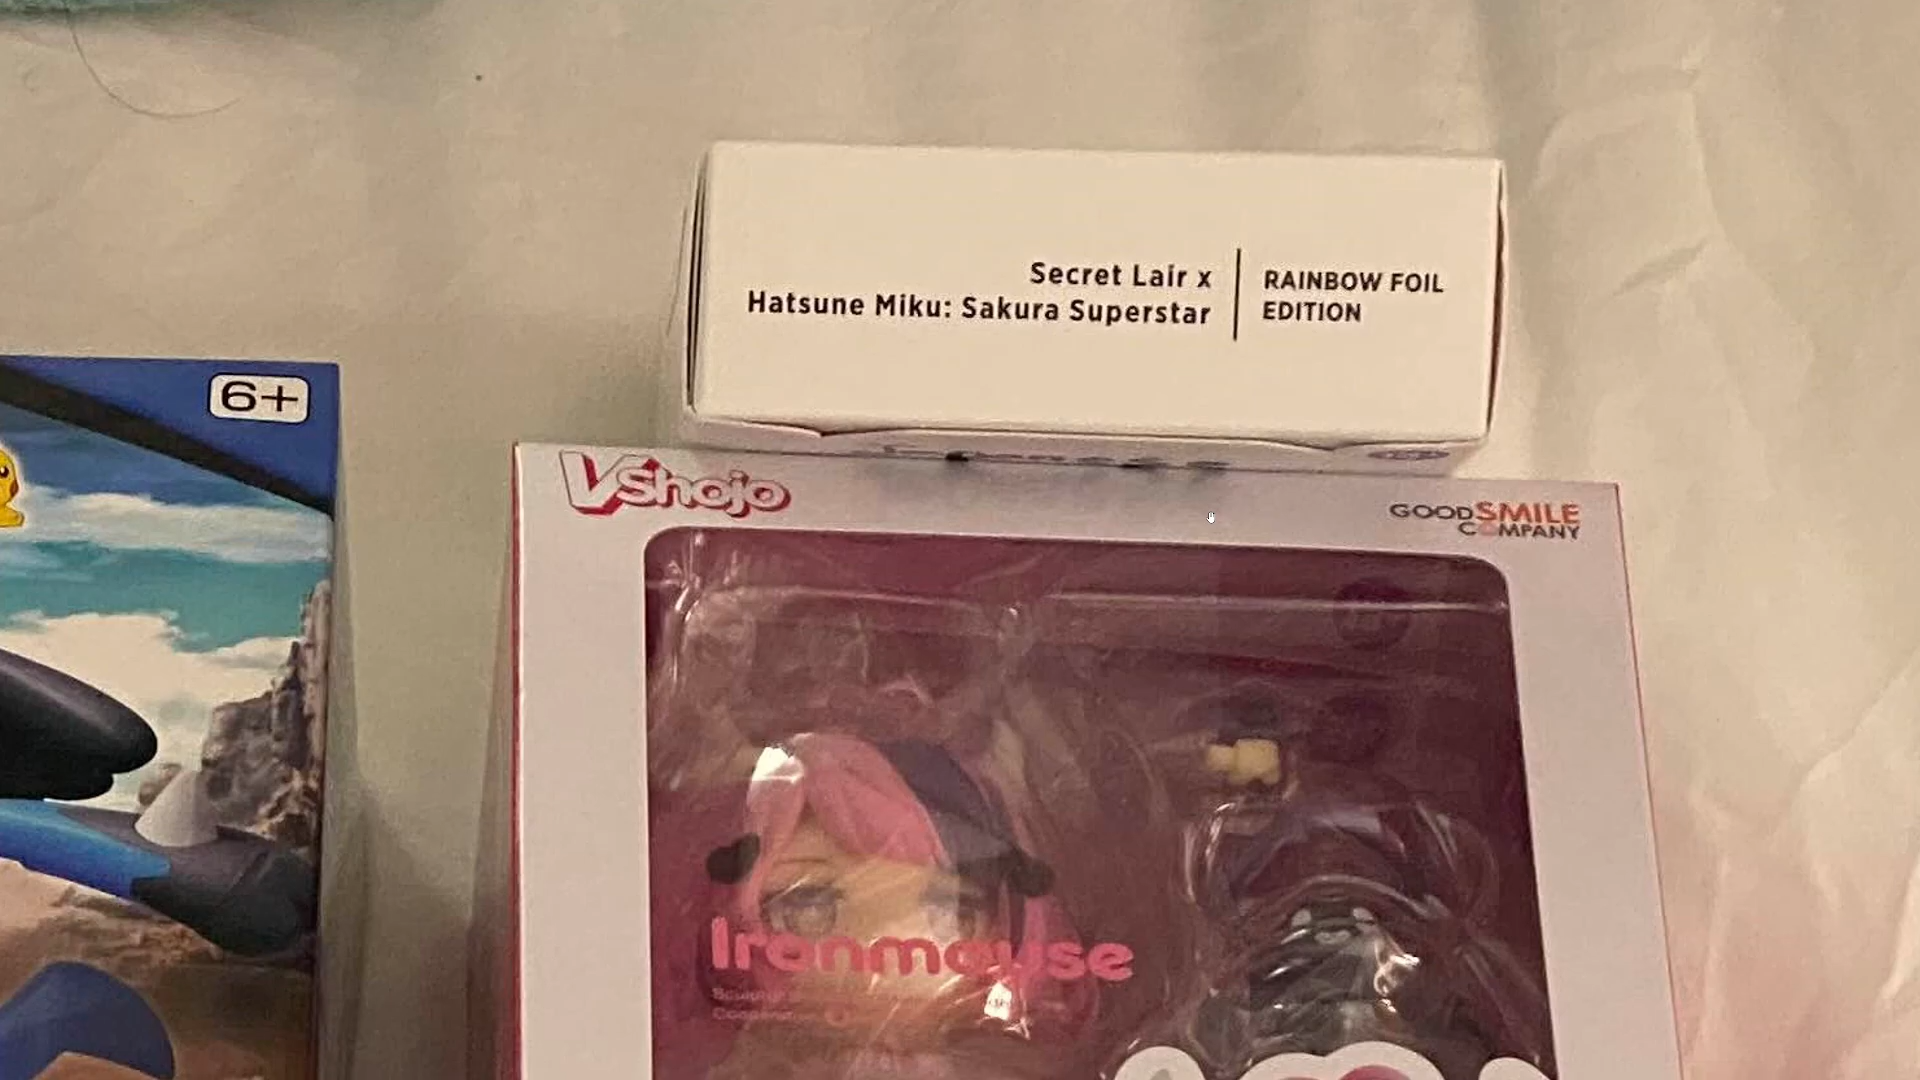 Secret Lair x
Hatsune Miku: Sakura Superstar
RAINBOW FOIL
EDITION
6+
VShojo
GOODSMILE
COMPANY
Ironmouse